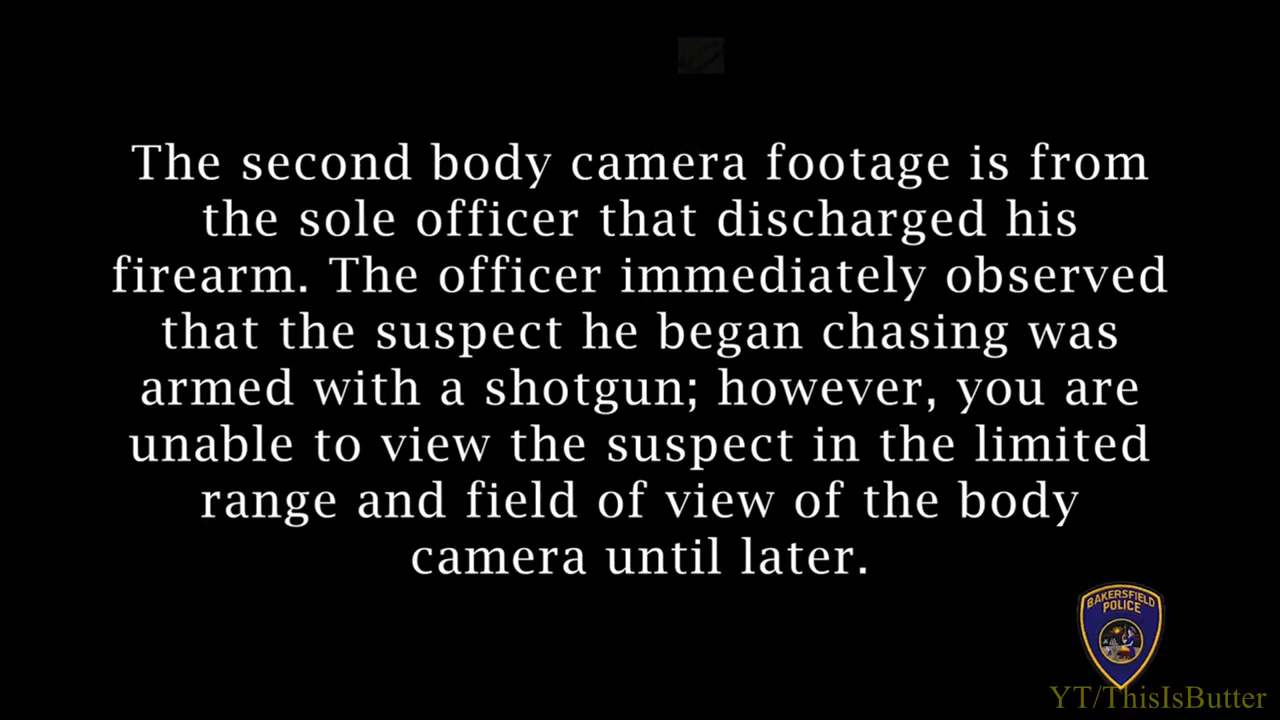 The second body camera footage is from
the sole officer that discharged his
firearm. The officer immediately observed
that the suspect he began chasing was
armed with a shotgun; however, you are
unable to view the suspect in the limited
range and field of view of the body
camera until later.
BAKERSFIELD
POLICE
YT/ThisIsButter